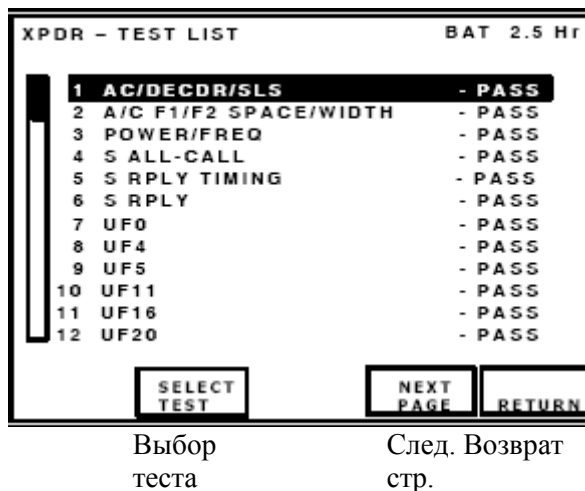 XPDR – TEST LIST BAT 2.5 Hr
1 AC/DECDR/SLS - PASS
2 A/C F1/F2 SPACE/WIDTH - PASS
3 POWER/FREQ - PASS
4 S ALL-CALL - PASS
5 S RPLY TIMING - PASS
6 S RPLY - PASS
7 UF0 - PASS
8 UF4 - PASS
9 UF5 - PASS
10 UF11 - PASS
11 UF16 - PASS
12 UF20 - PASS
SELECT NEXT
TEST PAGE RETURN
Выбор След. Возврат
теста стр.